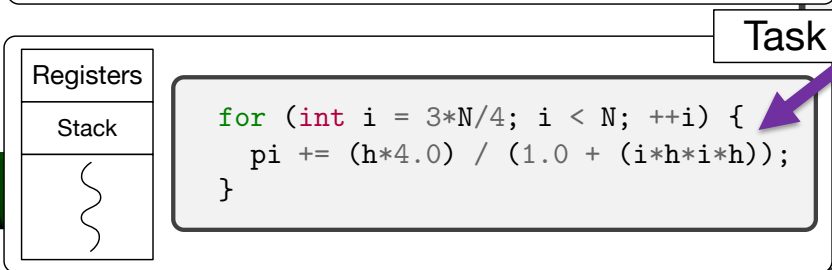 Task
Registers
Stack
for (int i = 3*N/4; i < N; ++i) {
pi += (h*4.0) / (1.0 + (i*h*i*h));
}